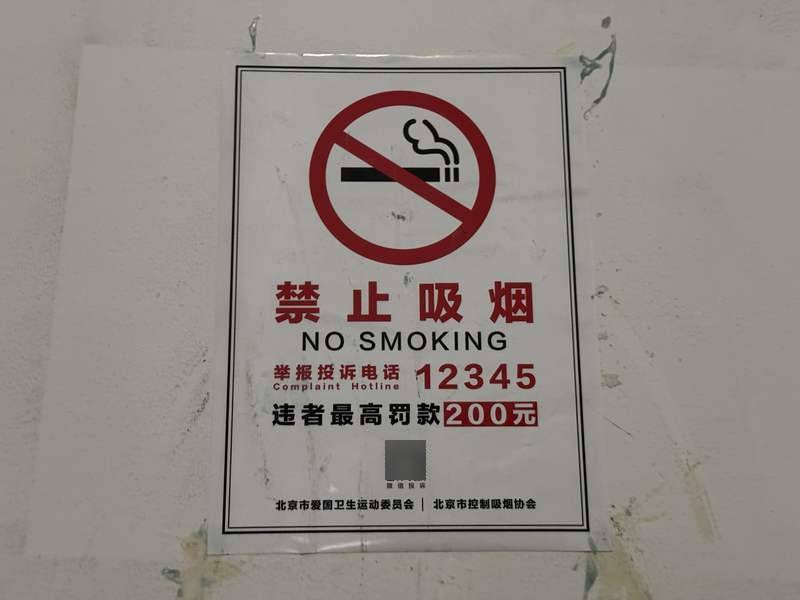 禁止吸烟
NO SMOKING
举报投诉电话 12345
Complaint Hotline
违者最高罚款200元
微信投诉
北京市爱国卫生运动委员会 | 北京市控制吸烟协会